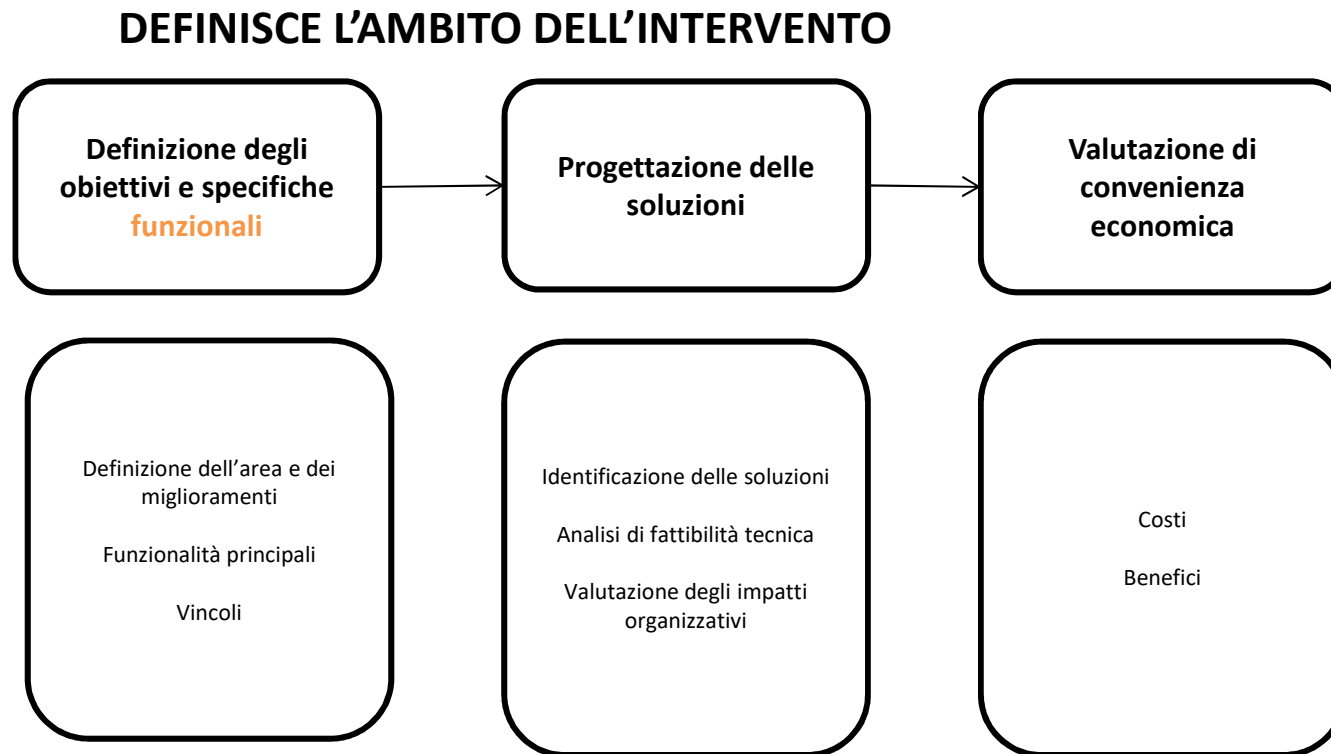 DEFINISCE L’AMBITO DELL’INTERVENTO
Definizione degli
obiettivi e specifiche
funzionali
Progettazione delle
soluzioni
Valutazione di
convenienza
economica
Definizione dell’area e dei
miglioramenti
Funzionalità principali
Vincoli
Identificazione delle soluzioni
Analisi di fattibilità tecnica
Valutazione degli impatti
organizzativi
Costi
Benefici